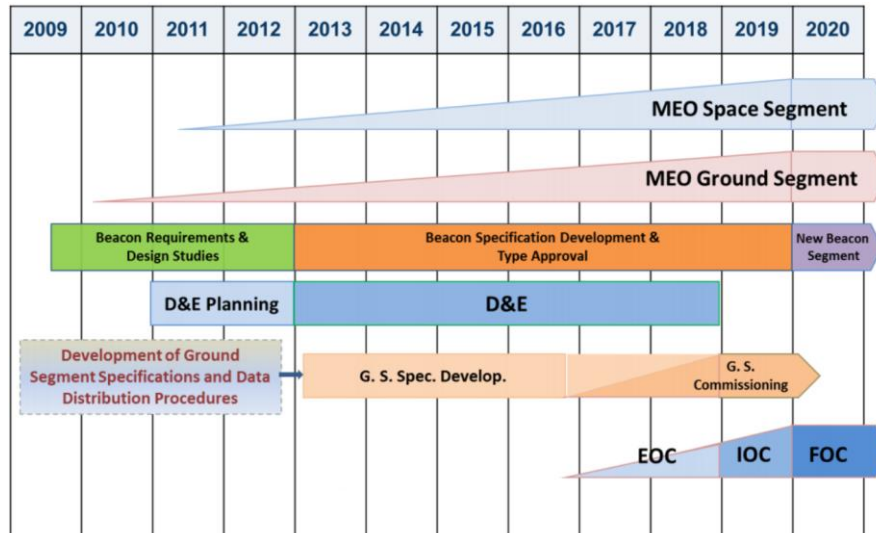 2009 2010 2011 2012 2013 2014 2015 2016 2017 2018 2019 2020
MEO Space Segment
MEO Ground Segment
Beacon Requirements &
Design Studies
Beacon Specification Development &
Type Approval
New Beacon
Segment
D&E Planning
D&E
Development of Ground
Segment Specifications and Data
Distribution Procedures
G. S. Spec. Develop.
G. S.
Commissioning
EOC
IOC
FOC